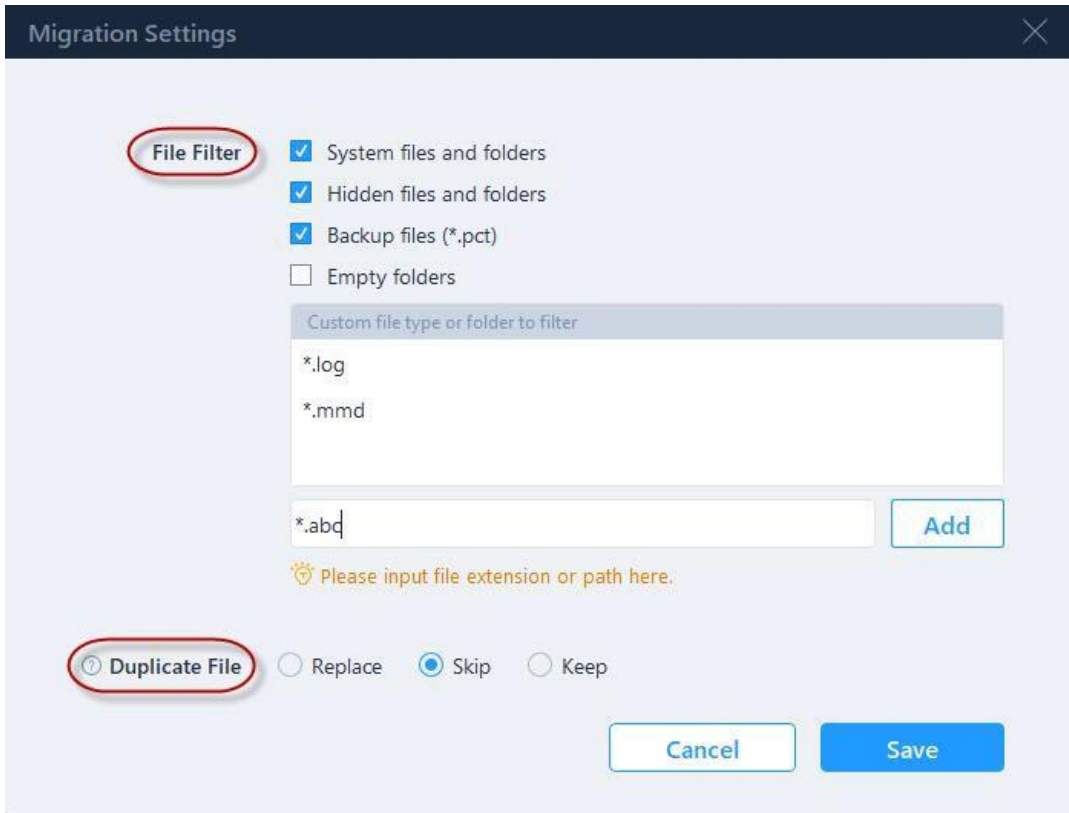 Migration Settings
File Filter
System files and folders
Hidden files and folders
Backup files (*.pct)
Empty folders
Custom file type or folder to filter
*.log
*.mmd
*.abc
Add
Please input file extension or path here.
? Duplicate File Replace Skip Keep
Cancel Save